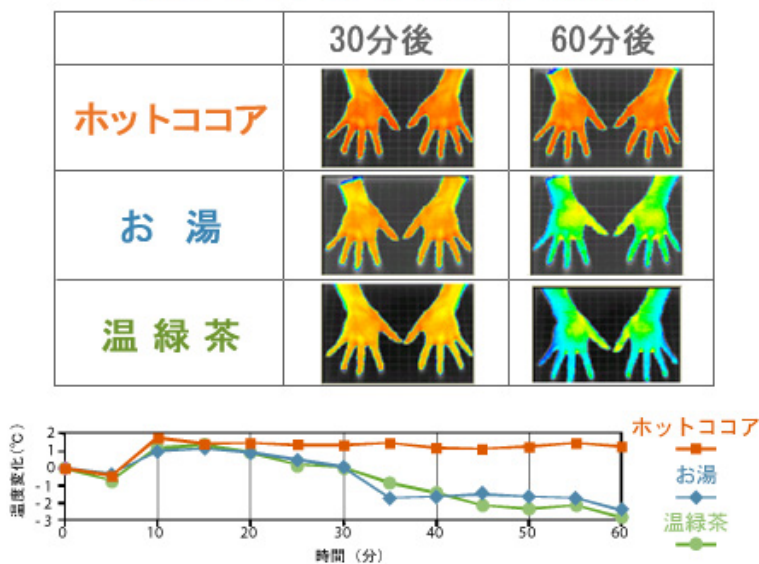 30分後 60分後
ホットココア
お 湯
温 緑 茶
温度変化(℃)
2
1
0
- 1
- 2
- 3
0 10 20 30 40 50 60
時間 (分)
ホットココア
お湯
温緑茶